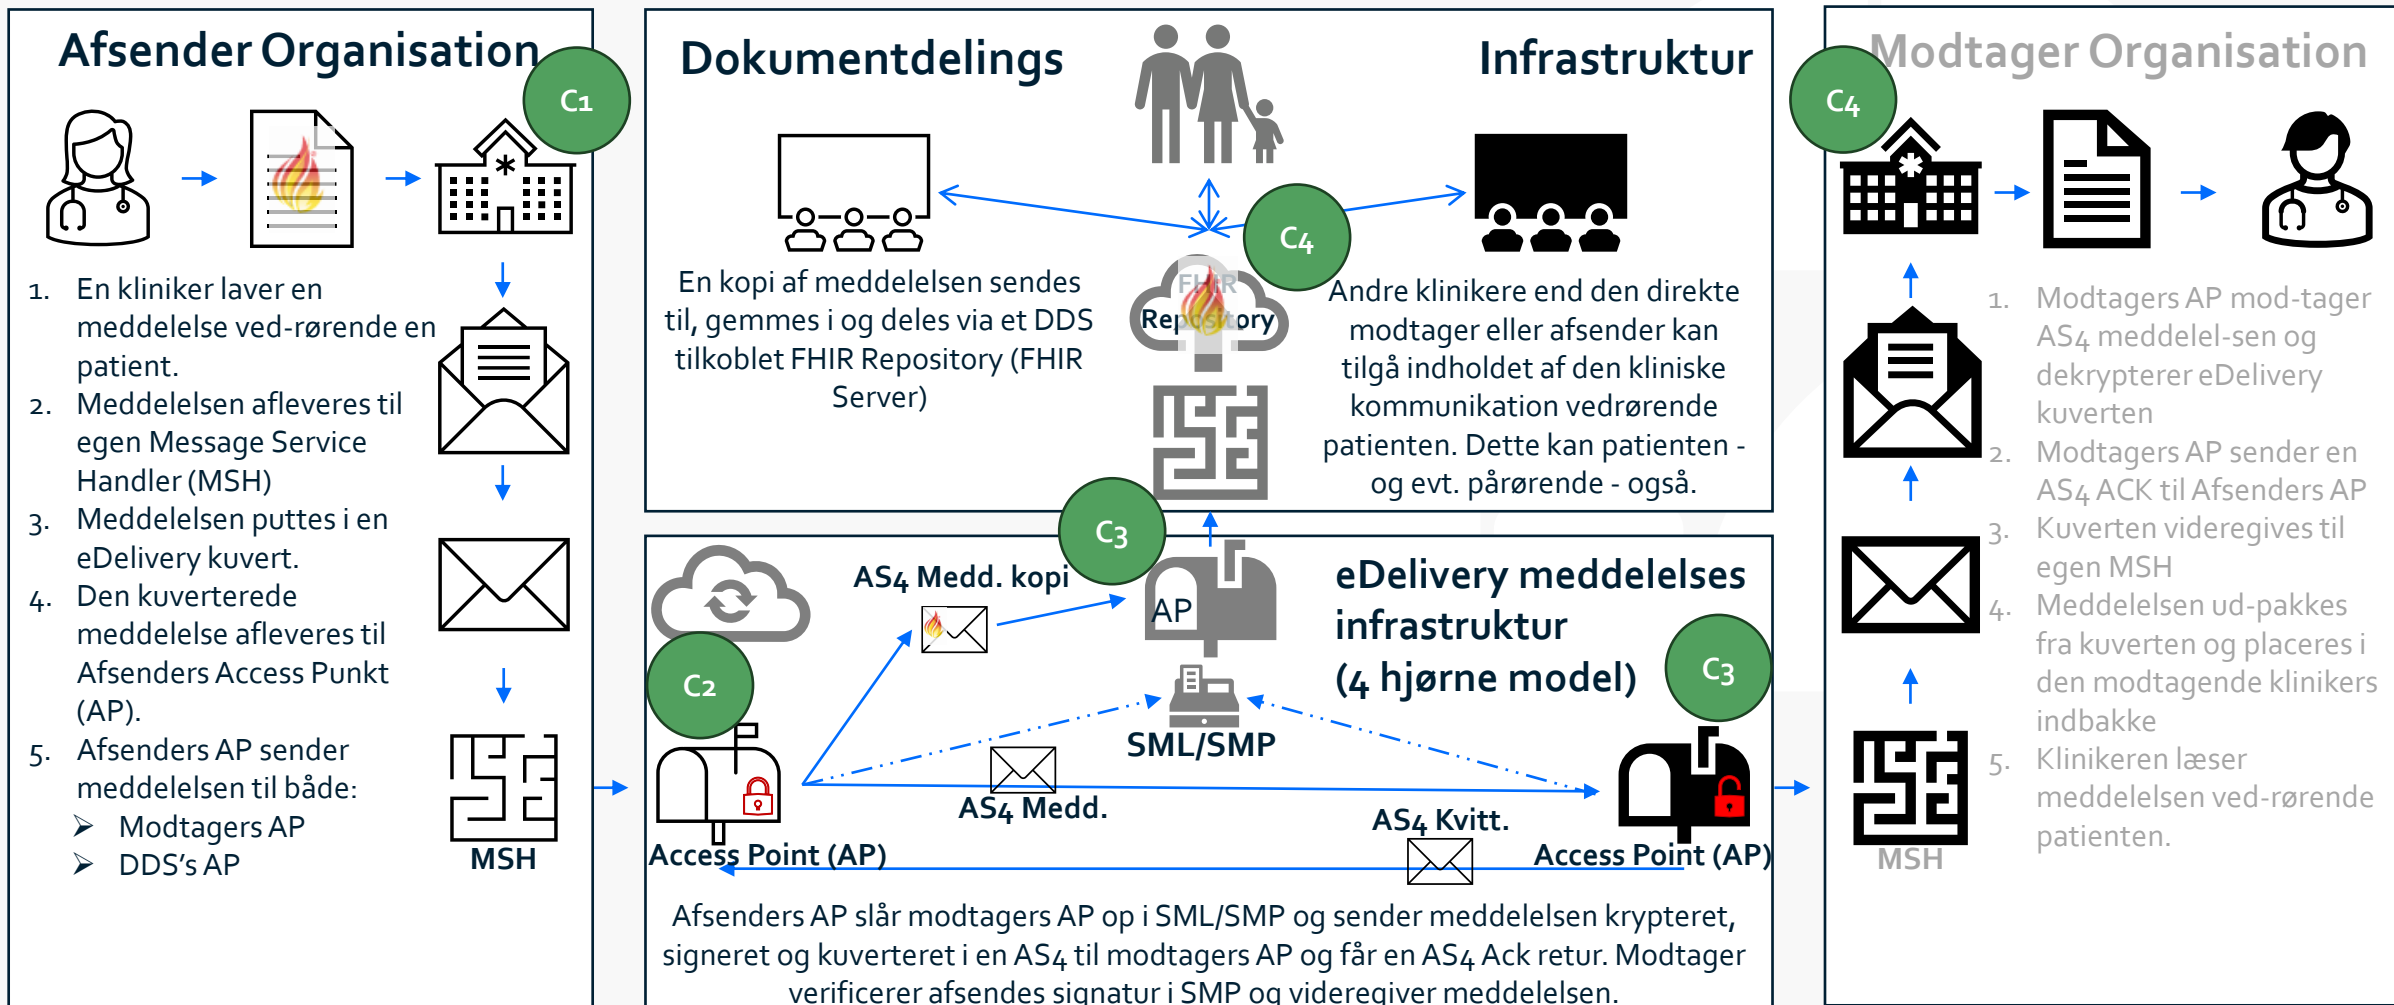 Afsender Organisation
C1
1. En kliniker laver en
meddelelse ved-rørende en
patient.
2. Meddelelsen afleveres til
egen Message Service
Handler (MSH)
3. Meddelelsen puttes i en
eDelivery kuvert.
4. Den kuverterede
meddelelse afleveres til
Afsenders Access Punkt
(AP).
5. Afsenders AP sender
meddelelsen til både:
➢ Modtagers AP
➢ DDS's AP
MSH
Dokumentdelings
Infrastruktur
C4
FHIR
Repository
En kopi af meddelelsen sendes
til, gemmes i og deles via et DDS
tilkoblet FHIR Repository (FHIR
Server)
Andre klinikere end den direkte
modtager eller afsender kan
tilgå indholdet af den kliniske
kommunikation vedrørende
patienten. Dette kan patienten -
og evt. pårørende - også.
C3
AS4 Medd. kopi
AP
eDelivery meddelelses
infrastruktur
(4 hjørne model)
C2
C3
SML/SMP
AS4 Medd.
AS4 Kvitt.
Access Point (AP)
Access Point (AP)
Afsenders AP slår modtagers AP op i SML/SMP og sender meddelelsen krypteret,
signeret og kuverteret i en AS4 til modtagers AP og får en AS4 Ack retur. Modtager
verificerer afsendes signatur i SMP og videregiver meddelelsen.
Modtager Organisation
C4
1. Modtagers AP mod-tager
AS4 meddelel-sen og
dekrypterer eDelivery
kuverten
2. Modtagers AP sender en
AS4 ACK til Afsenders AP
3. Kuverten videregives til
egen MSH
4. Meddelelsen ud-pakkes
fra kuverten og placeres i
den modtagende klinikers
indbakke
5. Klinikeren læser
meddelelsen ved-rørende
patienten.
MSH